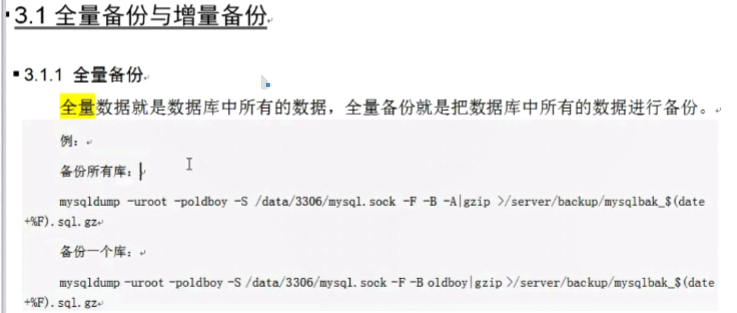 3.1 全量备份与增量备份
3.1.1 全量备份
全量数据就是数据库中所有的数据，全量备份就是把数据库中所有的数据进行备份。
例：
备份所有库：
mysqldump -uroot -poldboy -S /data/3306/mysql.sock -F -B -A|gzip >/server/backup/mysqlbak_$(date
+%F).sql.gz
备份一个库：
mysqldump -uroot -poldboy -S /data/3306/mysql.sock -F -B oldboy|gzip >/server/backup/mysqlbak_$(date
+%F).sql.gz